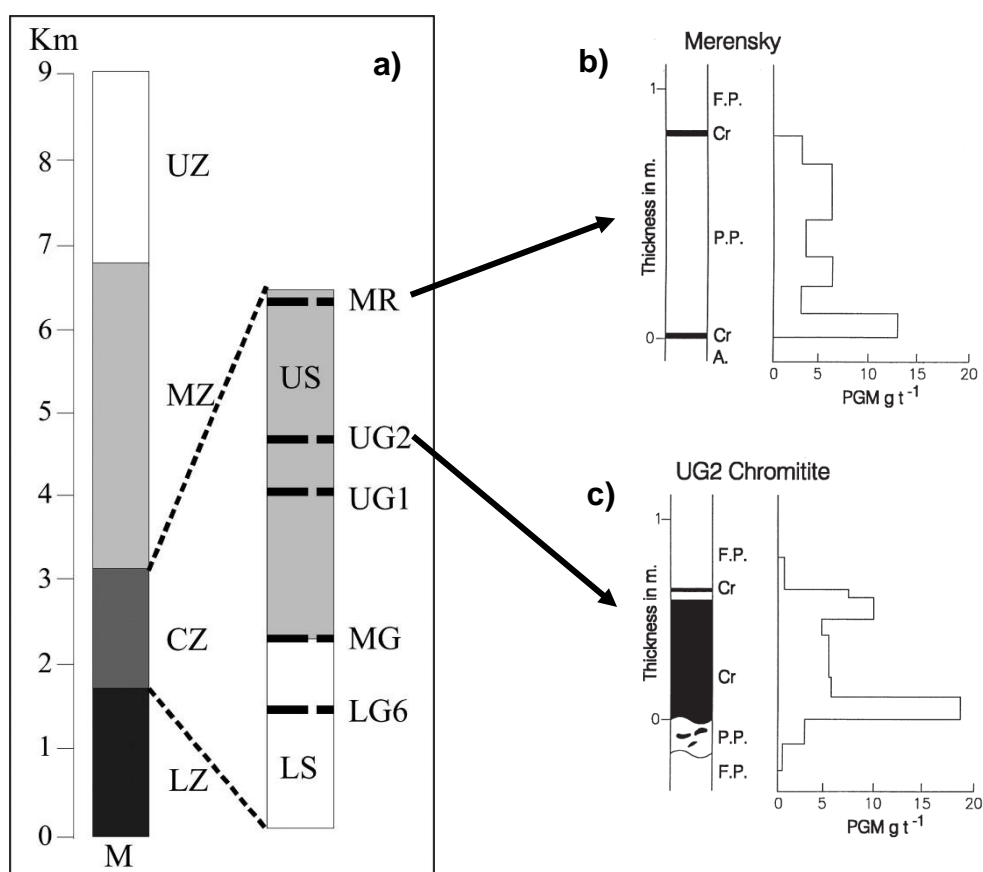 Km
a)
9
8
7
6
5
4
3
2
1
0
UZ
MZ
CZ
LZ
M
MR
US
UG2
UG1
MG
LG6
LS
b)
Merensky
Thickness in m.
1
0
F.P.
Cr
P.P.
Cr
A.
0 5 10 15 20
PGM g t⁻¹
c)
UG2 Chromitite
Thickness in m.
1
0
F.P.
Cr
Cr
P.P.
F.P.
0 5 10 15 20
PGM g t⁻¹